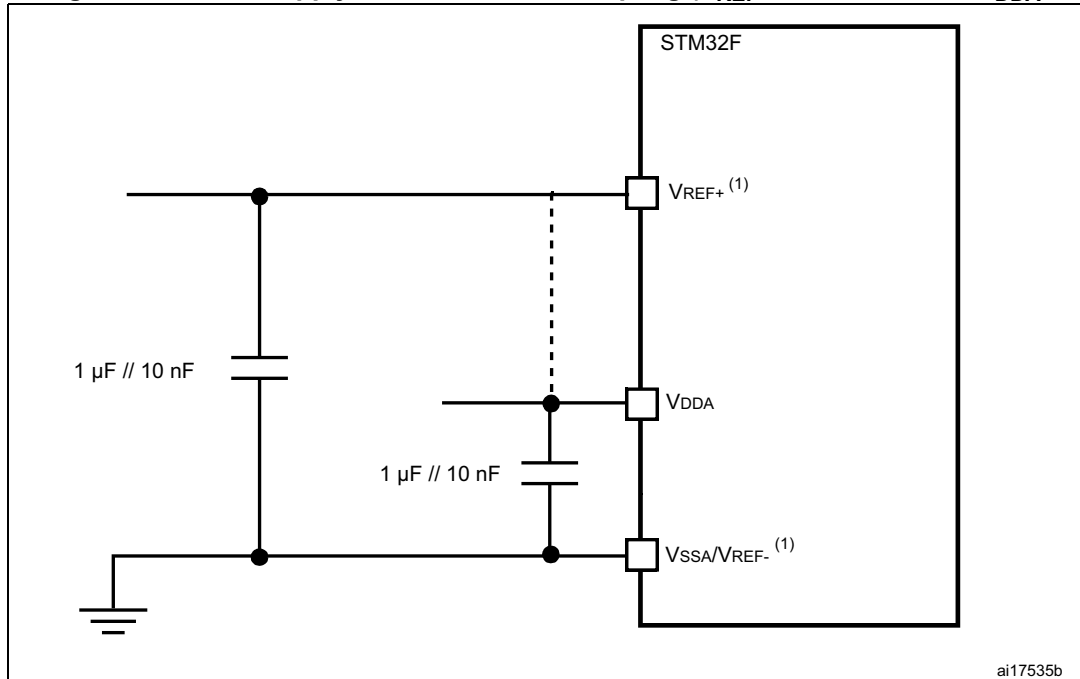 STM32F
VREF+ (1)
1 µF // 10 nF
VDDA
1 µF // 10 nF
VSSA/VREF- (1)
ai17535b